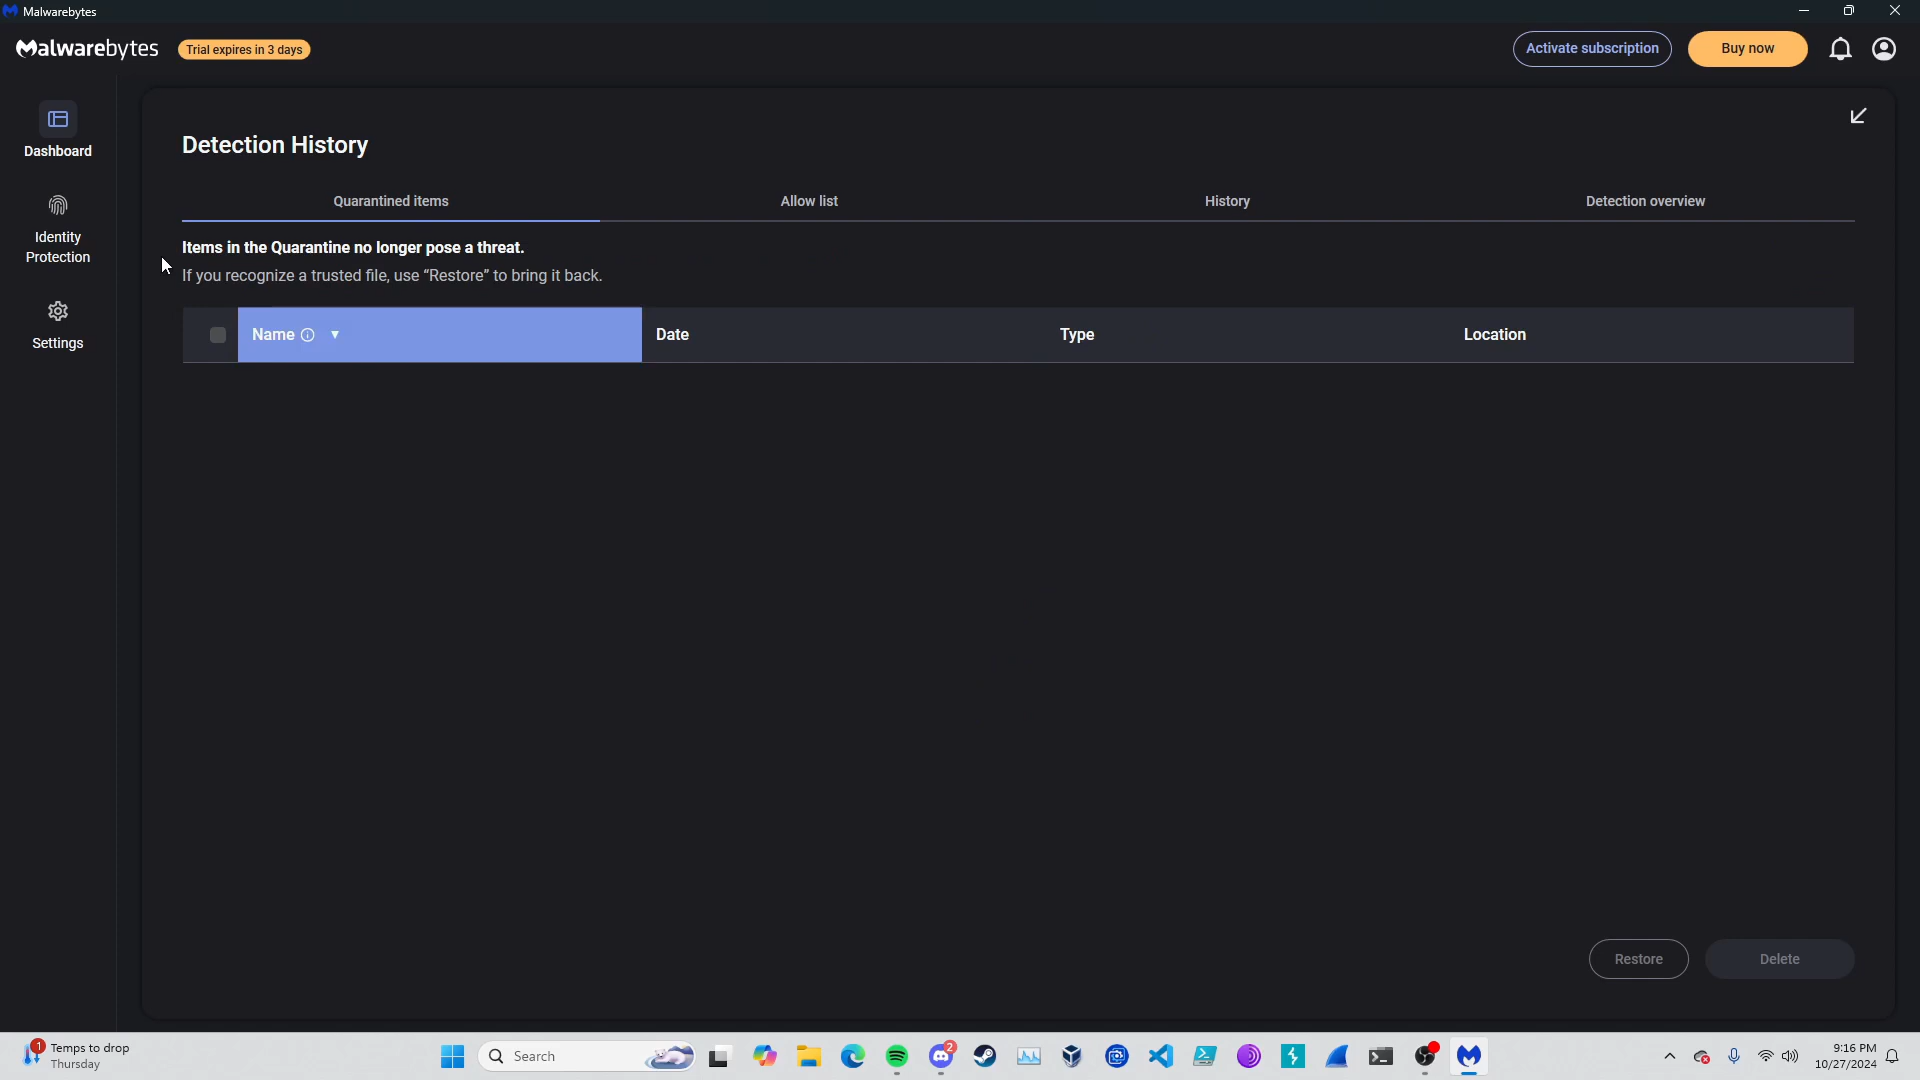 Malwarebytes
Malwarebytes
Trial expires in 3 days
Activate subscription
Buy now
Dashboard
Identity
Protection
Settings
Detection History
Quarantined items
Allow list
History
Detection overview
Items in the Quarantine no longer pose a threat.
If you recognize a trusted file, use “Restore” to bring it back.
Name
Date
Type
Location
Restore
Delete
1
Temps to drop
Thursday
Search
2
9:16 PM
10/27/2024